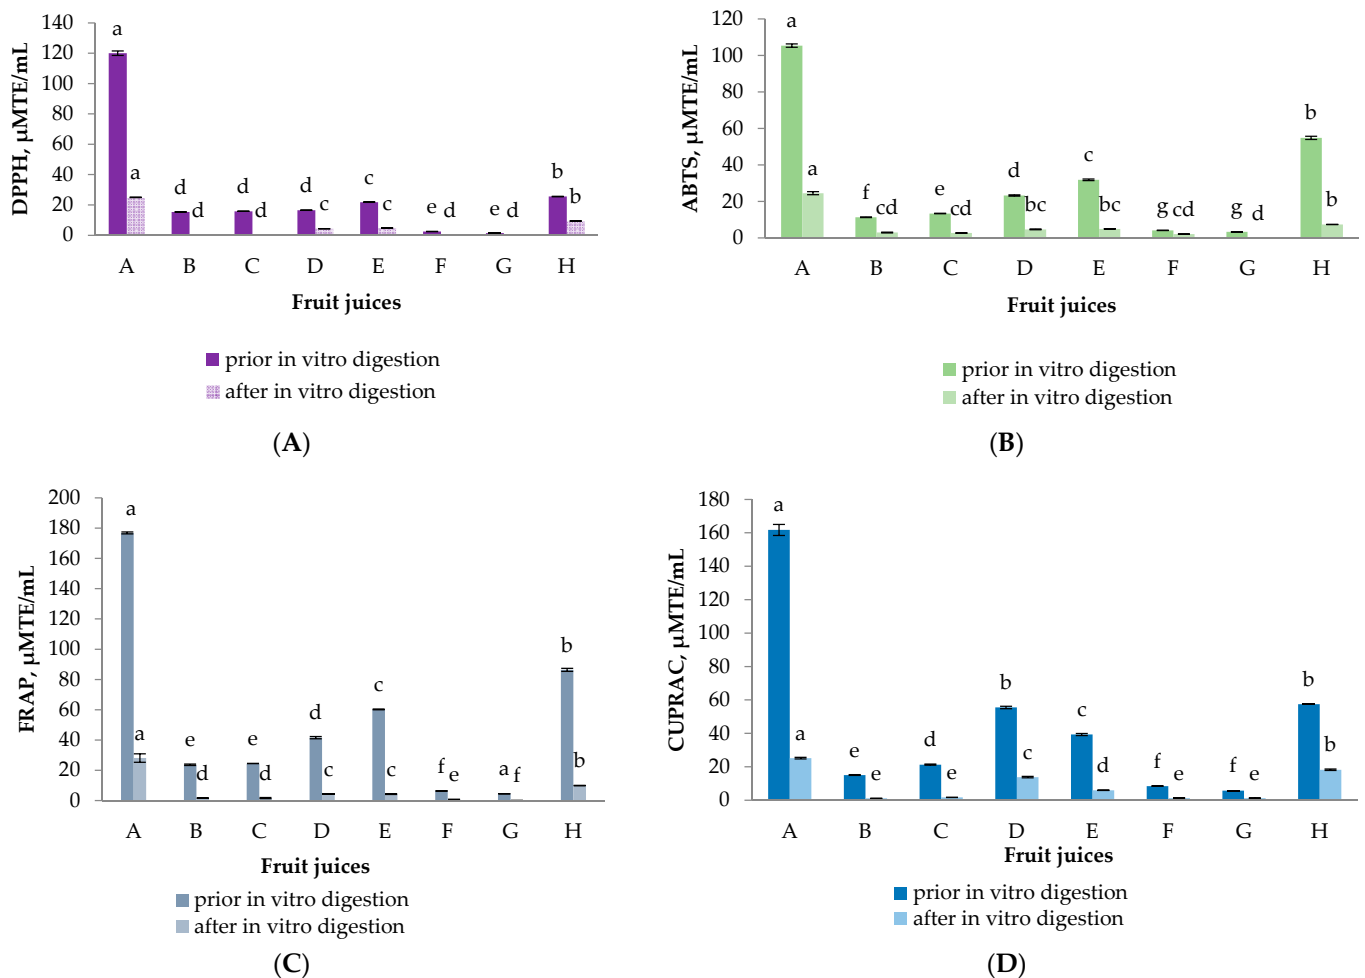 DPPH, µMTE/mL
140
120
100
80
60
40
20
0
a
a
d d
d d
d
c
c
c
e d
e d
b
b
A B C D E F G H
Fruit juices
prior in vitro digestion
after in vitro digestion
(A)
ABTS, µMTE/mL
120
100
80
60
40
20
0
a
a
f
cd
e
cd
d
bc
c
bc
g cd
g d
b
b
A B C D E F G H
Fruit juices
prior in vitro digestion
after in vitro digestion
(B)
FRAP, µMTE/mL
200
180
160
140
120
100
80
60
40
20
0
a
a
e
d
e
d
d
c
c
c
f
e
a f
b
b
A B C D E F G H
Fruit juices
prior in vitro digestion
after in vitro digestion
(C)
CUPRAC, µMTE/mL
180
160
140
120
100
80
60
40
20
0
a
a
e e
d
e
b
c
c
d
f
e
f e
b
b
A B C D E F G H
Fruit juices
prior in vitro digestion
after in vitro digestion
(D)